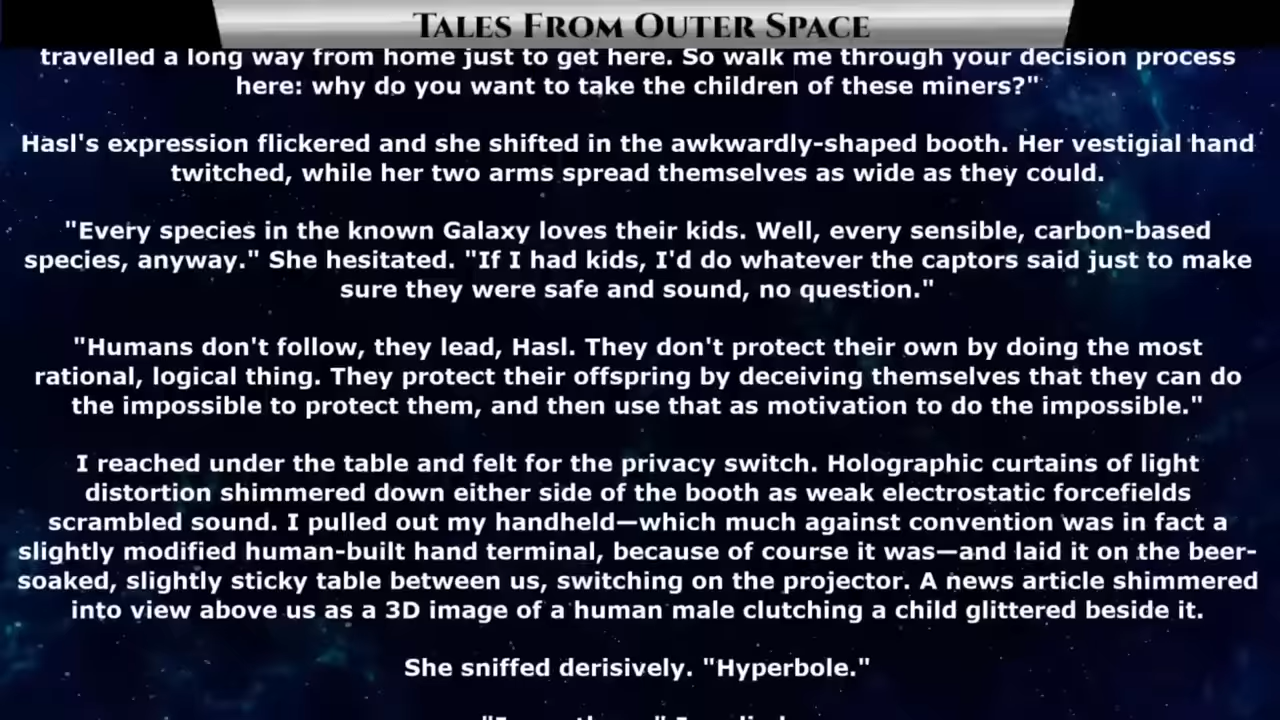 TALES FROM OUTER SPACE
travelled a long way from home just to get here. So walk me through your decision process
here: why do you want to take the children of these miners?"
Hasl's expression flickered and she shifted in the awkwardly-shaped booth. Her vestigial hand
twitched, while her two arms spread themselves as wide as they could.
"Every species in the known Galaxy loves their kids. Well, every sensible, carbon-based
species, anyway." She hesitated. "If I had kids, I'd do whatever the captors said just to make
sure they were safe and sound, no question."
"Humans don't follow, they lead, Hasl. They don't protect their own by doing the most
rational, logical thing. They protect their offspring by deceiving themselves that they can do
the impossible to protect them, and then use that as motivation to do the impossible."
I reached under the table and felt for the privacy switch. Holographic curtains of light
distortion shimmered down either side of the booth as weak electrostatic forcefields
scrambled sound. I pulled out my handheld—which much against convention was in fact a
slightly modified human-built hand terminal, because of course it was—and laid it on the beer-
soaked, slightly sticky table between us, switching on the projector. A news article shimmered
into view above us as a 3D image of a human male clutching a child glittered beside it.
She sniffed derisively. "Hyperbole."